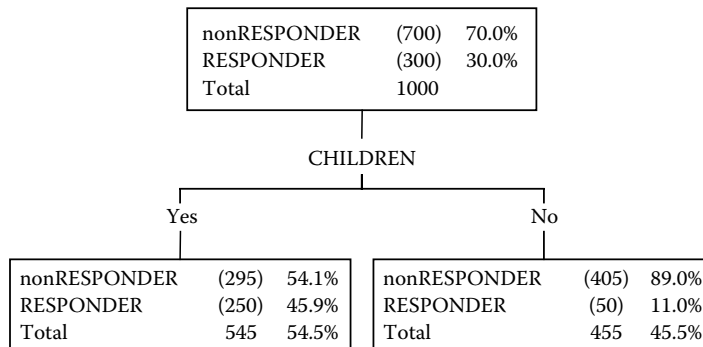 nonRESPONDER (700) 70.0%
RESPONDER (300) 30.0%
Total 1000
CHILDREN
Yes
No
nonRESPONDER (295) 54.1%
RESPONDER (250) 45.9%
Total 545 54.5%
nonRESPONDER (405) 89.0%
RESPONDER (50) 11.0%
Total 455 45.5%